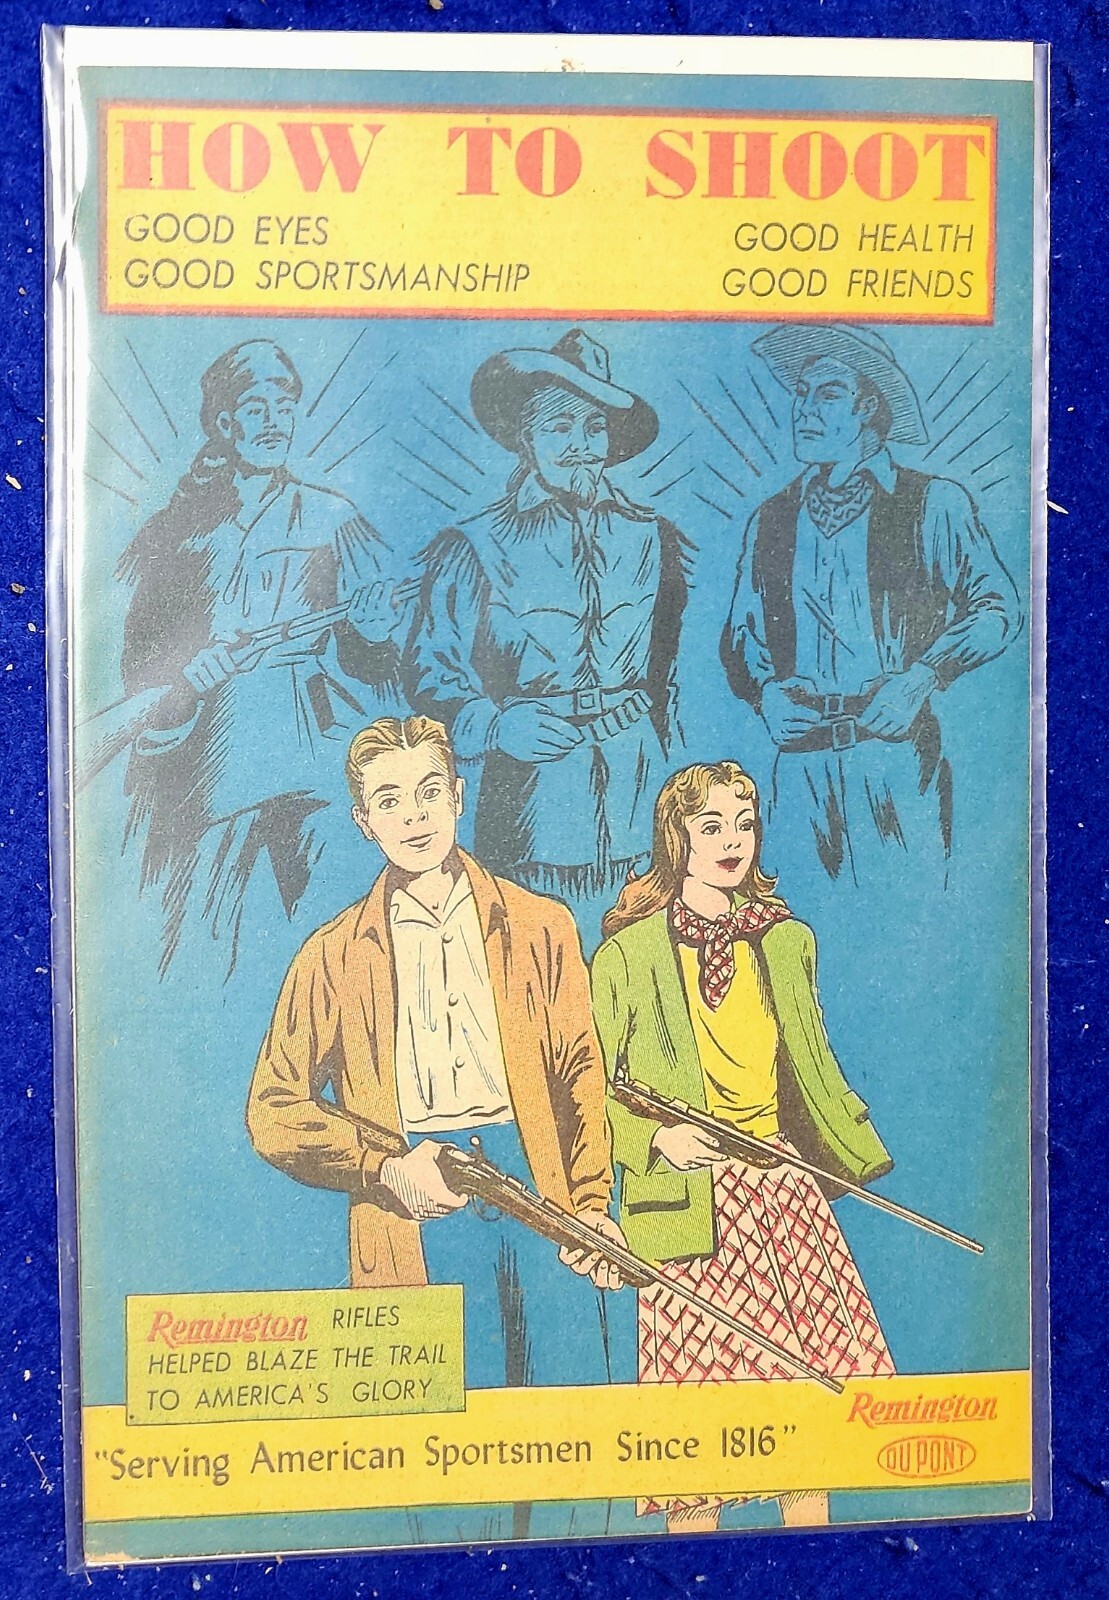 HOW TO SHOOT
GOOD EYES
GOOD SPORTSMANSHIP
GOOD HEALTH
GOOD FRIENDS
Remington RIFLES
HELPED BLAZE THE TRAIL
TO AMERICA'S GLORY
"Serving American Sportsmen Since 1816"
Remington
DU PONT